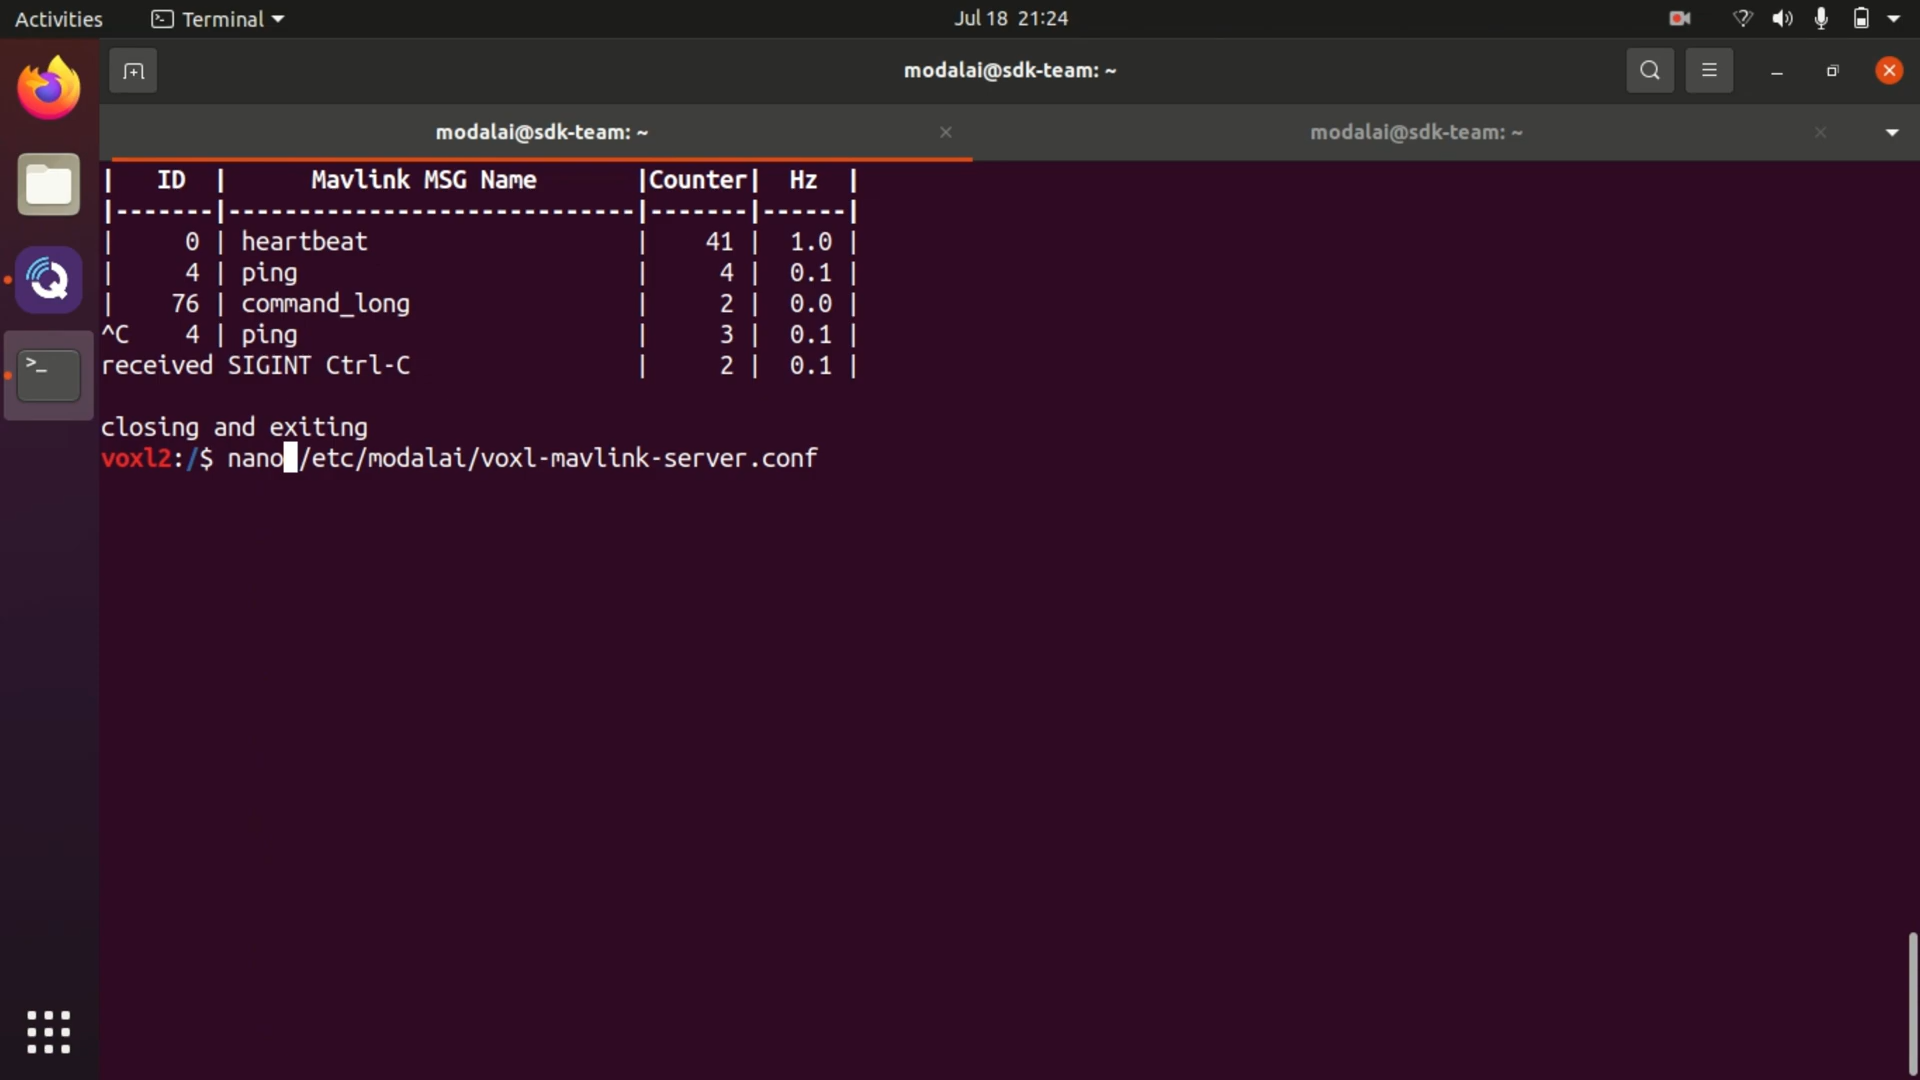 Activities Terminal Jul 18 21:24
modalai@sdk-team: ~
modalai@sdk-team: ~ modalai@sdk-team: ~
|   ID  |      Mavlink MSG Name       |Counter|  Hz  |
|-------|-----------------------------|-------|------|
|     0 | heartbeat                   |    41 |  1.0 |
|     4 | ping                        |     4 |  0.1 |
|    76 | command_long                |     2 |  0.0 |
^C    4 | ping                        |     3 |  0.1 |
received SIGINT Ctrl-C                |     2 |  0.1 |
closing and exiting
voxl2:/$ nano /etc/modalai/voxl-mavlink-server.conf